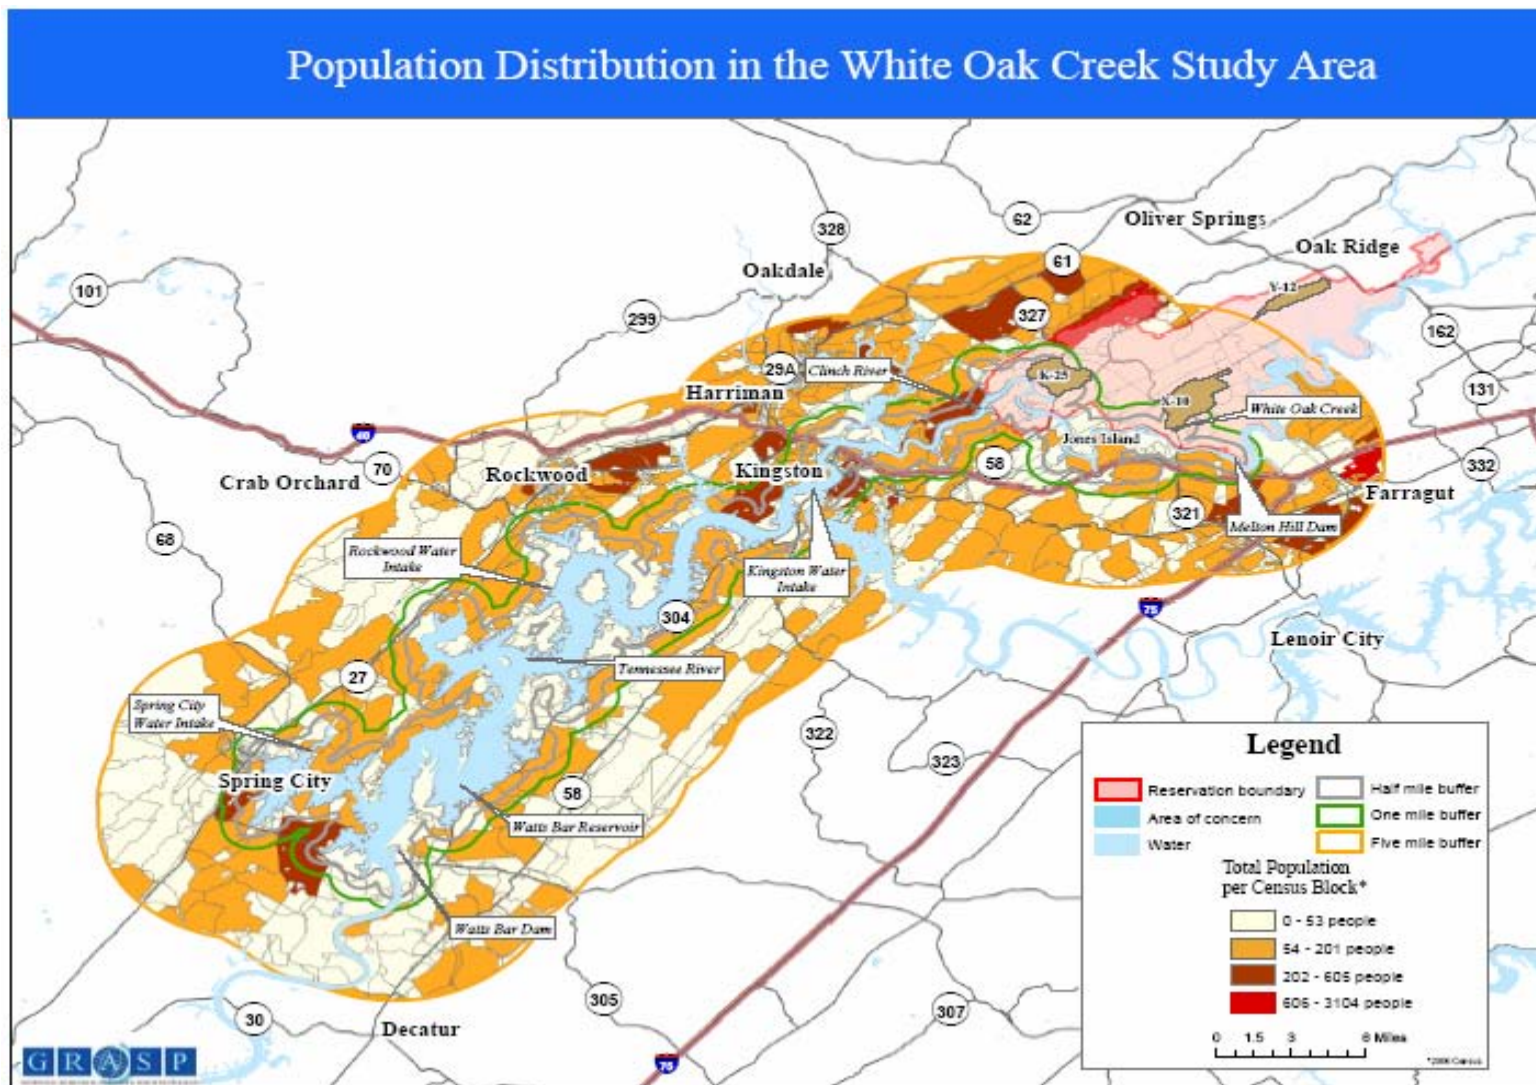 Population Distribution in the White Oak Creek Study Area
62
Oliver Springs
328
Oak Ridge
61
Oakdale
Y-12
101
327
299
162
29A
Clinch River
K-25
131
Harriman
X-10
White Oak Creek
40
Jones Island
70
Rockwood
Kingston
58
332
Crab Orchard
Farragut
321
Melton Hill Dam
68
Rockwood Water
Intake
Kingston Water
Intake
75
304
Lenoir City
Tennessee River
27
Spring City
Water Intake
322
Legend
323
Spring City
58
Reservation boundary
Half mile buffer
Area of concern
One mile buffer
Watts Bar Reservoir
Water
Five mile buffer
Total Population
per Census Block*
0 - 53 people
Watts Bar Dam
54 - 201 people
202 - 605 people
606 - 3104 people
305
307
30
Decatur
0 1.5 3 6 Miles
GRASP
75